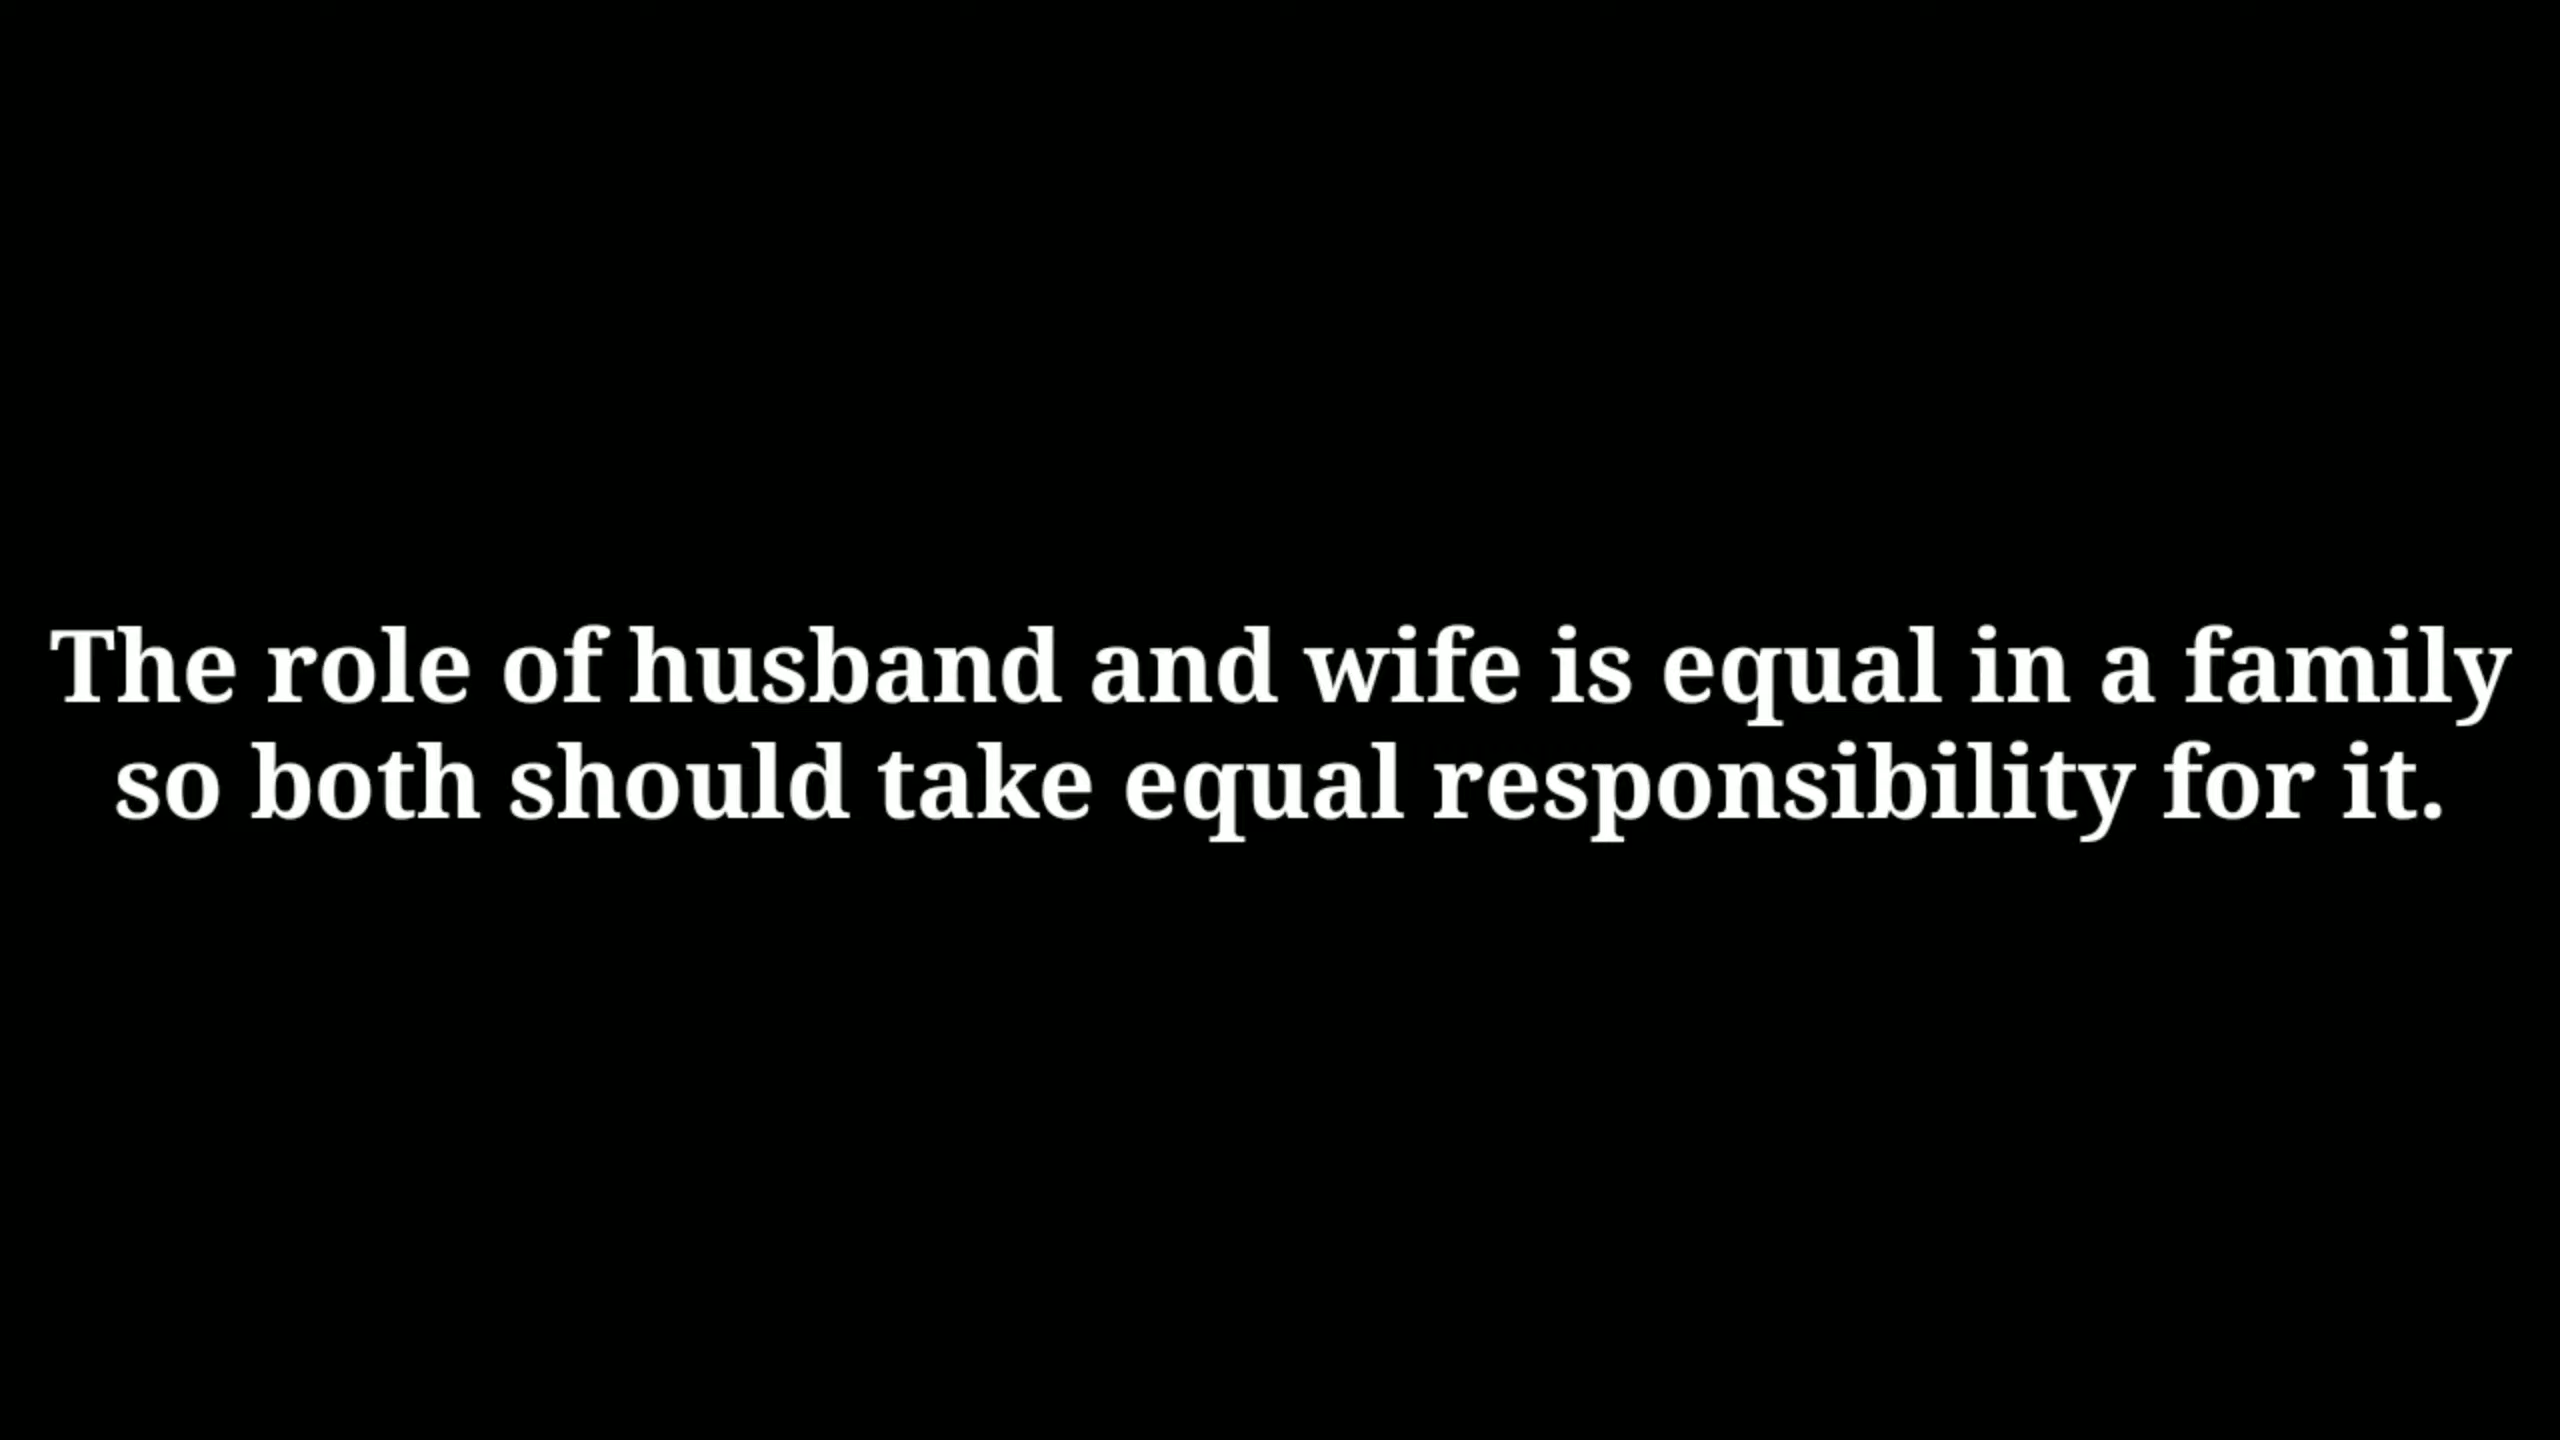 The role of husband and wife is equal in a family
so both should take equal responsibility for it.